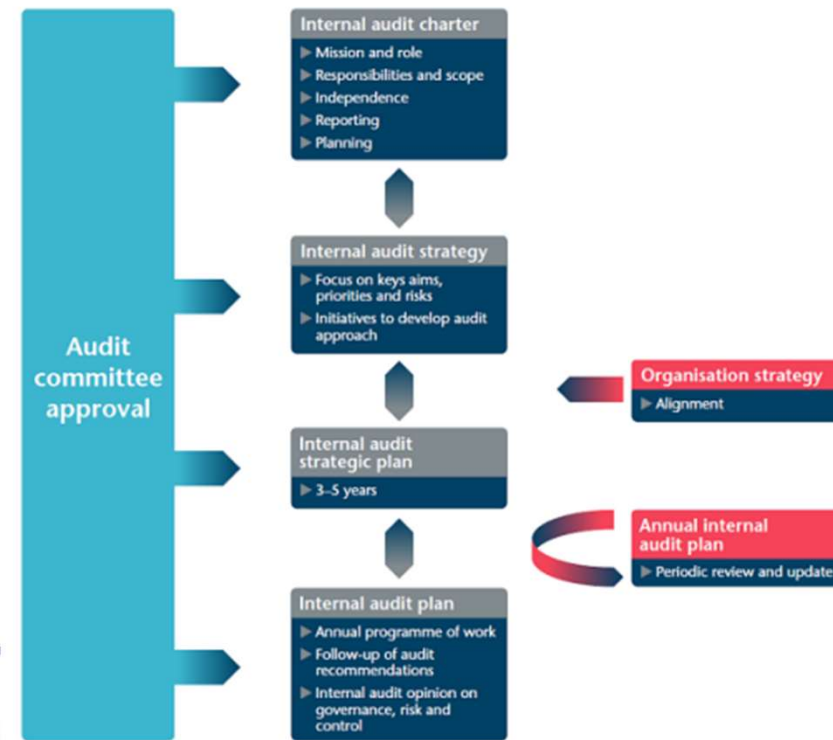 Audit
committee
approval
Internal audit charter
Mission and role
Responsibilities and scope
Independence
Reporting
Planning
Internal audit strategy
Focus on keys aims,
priorities and risks
Initiatives to develop audit
approach
Internal audit
strategic plan
3–5 years
Internal audit plan
Annual programme of work
Follow-up of audit
recommendations
Internal audit opinion on
governance, risk and
control
Organisation strategy
Alignment
Annual internal
audit plan
Periodic review and update